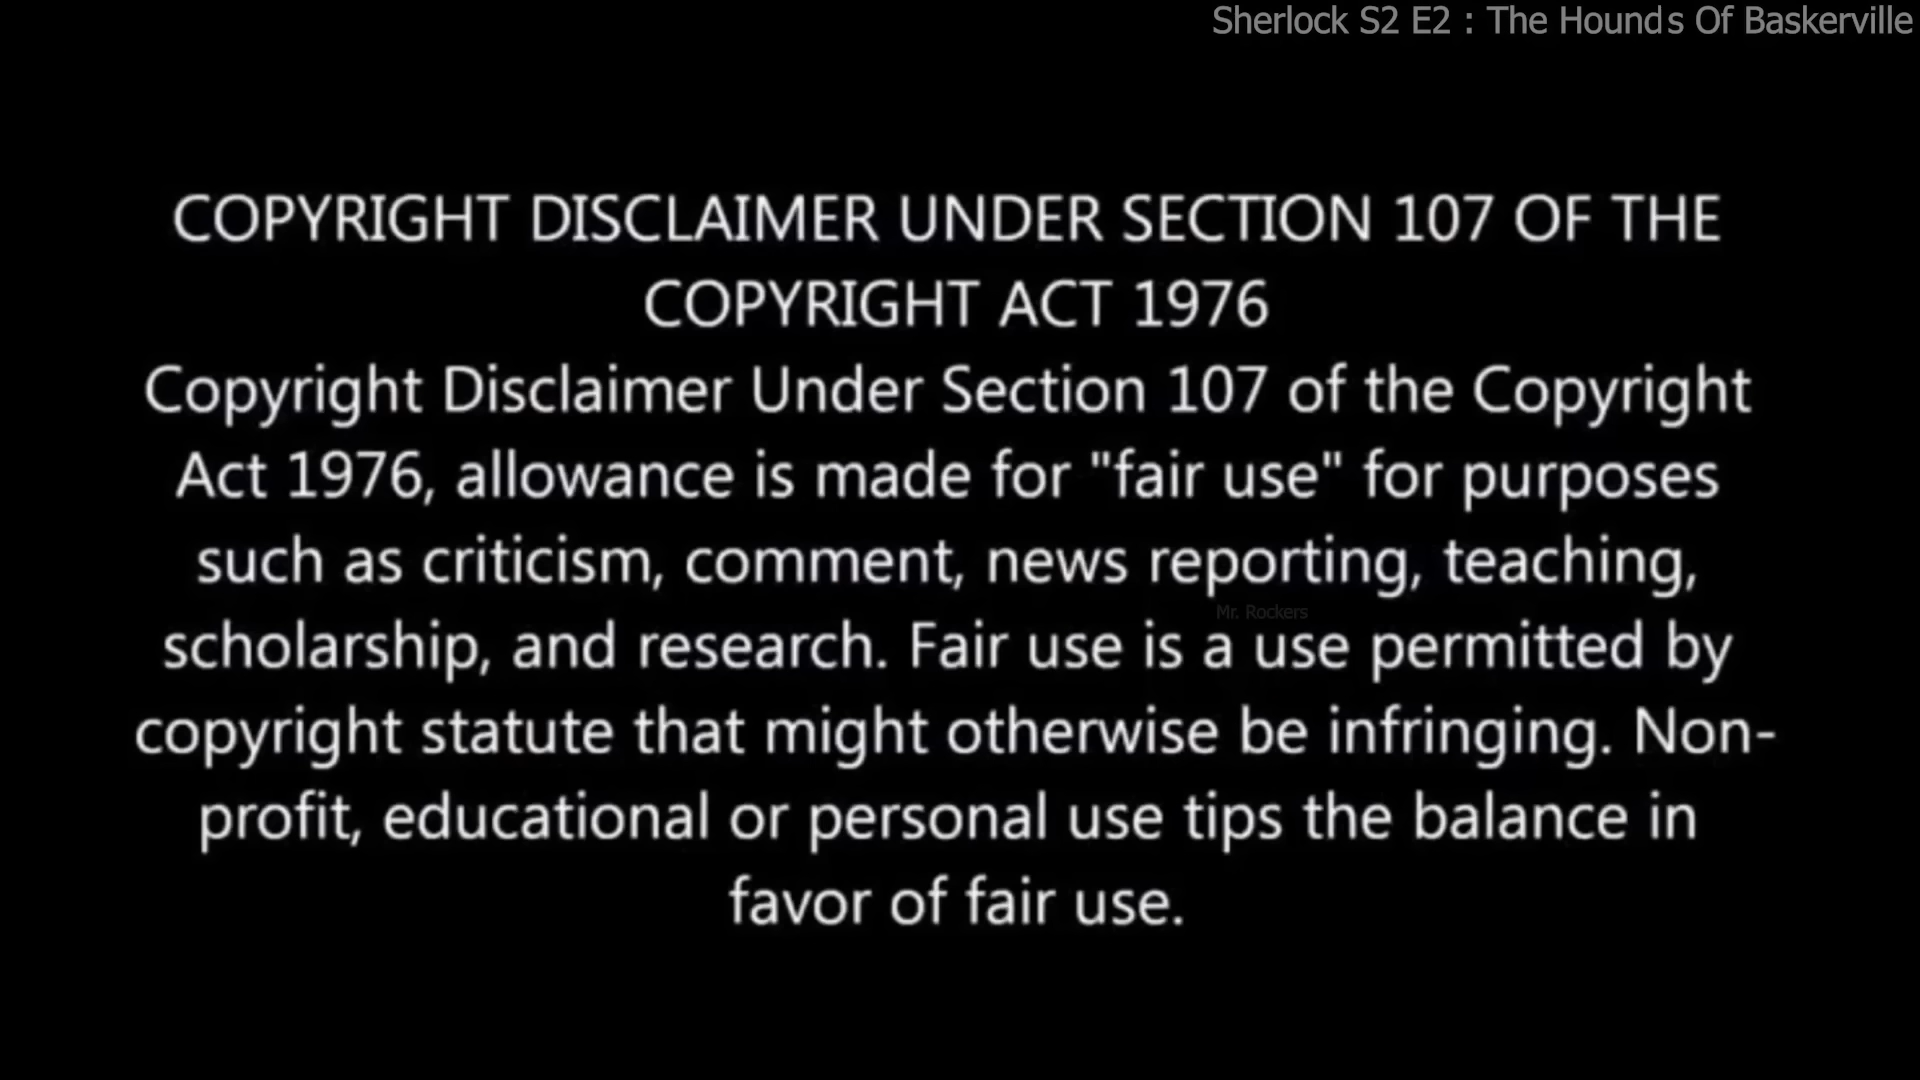 Sherlock S2 E2 : The Hounds Of Baskerville
COPYRIGHT DISCLAIMER UNDER SECTION 107 OF THE
COPYRIGHT ACT 1976
Copyright Disclaimer Under Section 107 of the Copyright
Act 1976, allowance is made for "fair use" for purposes
such as criticism, comment, news reporting, teaching,
Mr. Rockers
scholarship, and research. Fair use is a use permitted by
copyright statute that might otherwise be infringing. Non-
profit, educational or personal use tips the balance in
favor of fair use.